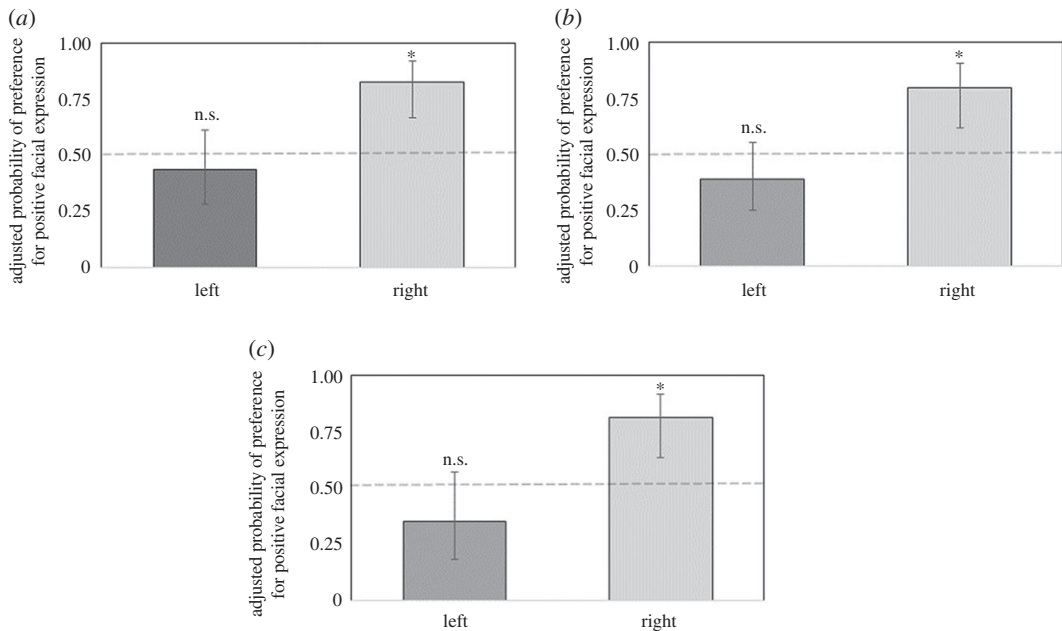 (a)
adjusted probability of preference
for positive facial expression
1.00
0.75
0.50
0.25
0
n.s.
*
left
right
(b)
adjusted probability of preference
for positive facial expression
1.00
0.75
0.50
0.25
0
n.s.
*
left
right
(c)
adjusted probability of preference
for positive facial expression
1.00
0.75
0.50
0.25
0
n.s.
*
left
right